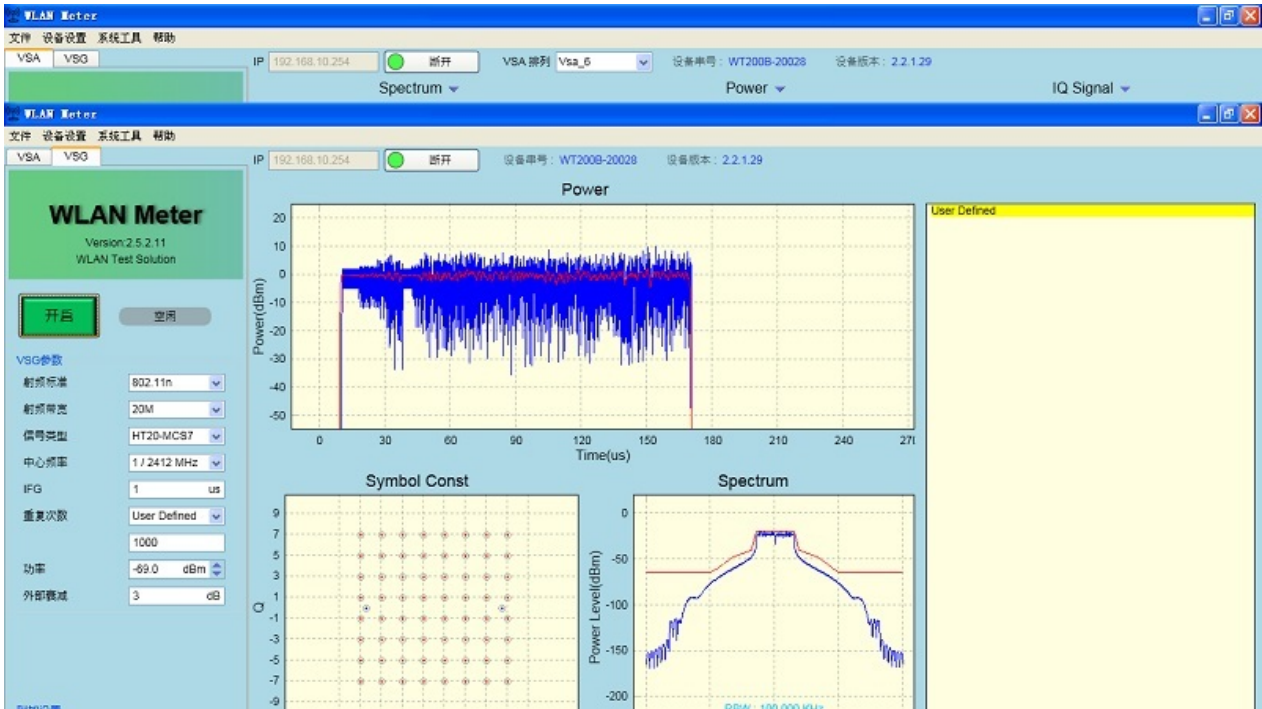 WLAN Meter
文件 设备设置 系统工具 帮助
VSA VSG
IP 192.168.10.254 断开 VSA 排列 Vsa_6 设备串号: WT200B-20028 设备版本: 2.2.1.29
Spectrum Power IQ Signal
WLAN Meter
文件 设备设置 系统工具 帮助
VSA VSG
IP 192.168.10.254 断开 设备串号: WT200B-20028 设备版本: 2.2.1.29
WLAN Meter
Version:2.5.2.11
WLAN Test Solution
开启 空闲
VSG参数
射频标准 802.11n
射频带宽 20M
信号类型 HT20-MCS7
中心频率 1 / 2412 MHz
IFG 1 us
重复次数 User Defined
1000
功率 -69.0 dBm
外部衰减 3 dB
Power
Power(dBm)
20
10
0
-10
-20
-30
-40
-50
0 30 60 90 120 150 180 210 240
Time(us)
User Defined
Symbol Const
Q
9
7
5
3
1
-1
-3
-5
-7
-9
Spectrum
Power Level(dBm)
0
-50
-100
-150
-200
RBW : 100.000 KHz